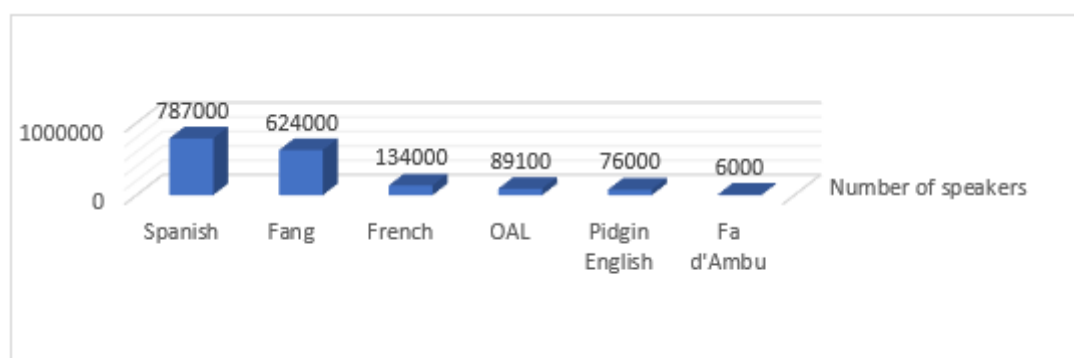 787000
624000
134000
89100
76000
6000
1000000
0
Number of speakers
Spanish
Fang
French
OAL
Pidgin
English
Fa
d'Ambu